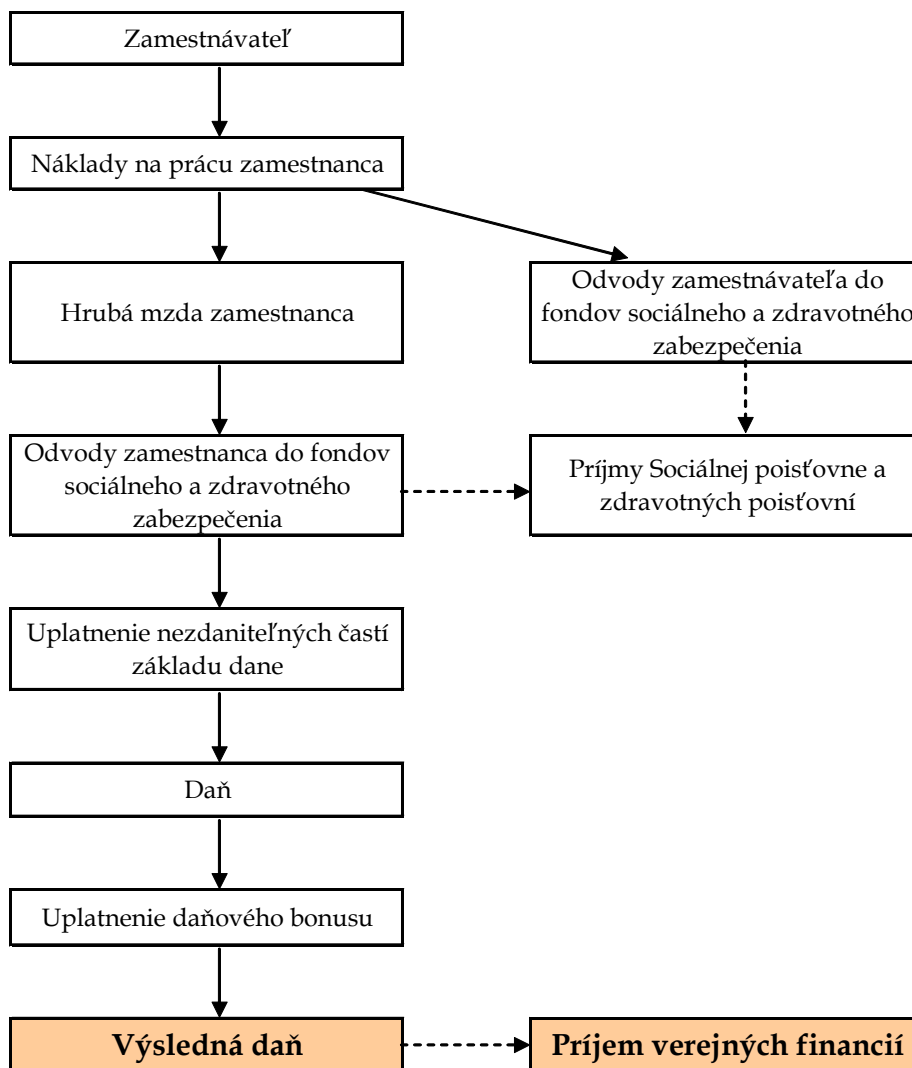 Zamestnávateľ
Náklady na prácu zamestnanca
Hrubá mzda zamestnanca
Odvody zamestnávateľa do
fondov sociálneho a zdravotného
zabezpečenia
Odvody zamestnanca do fondov
sociálneho a zdravotného
zabezpečenia
Príjmy Sociálnej poisťovne a
zdravotných poisťovní
Uplatnenie nezdaniteľných častí
základu dane
Daň
Uplatnenie daňového bonusu
Výsledná daň
Príjem verejných financií